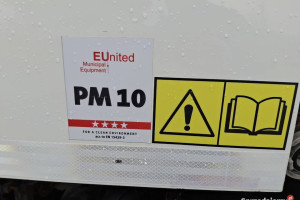 EUnited
Municipal
Equipment
PM 10
★★★★
FOR A CLEAN ENVIRONMENT